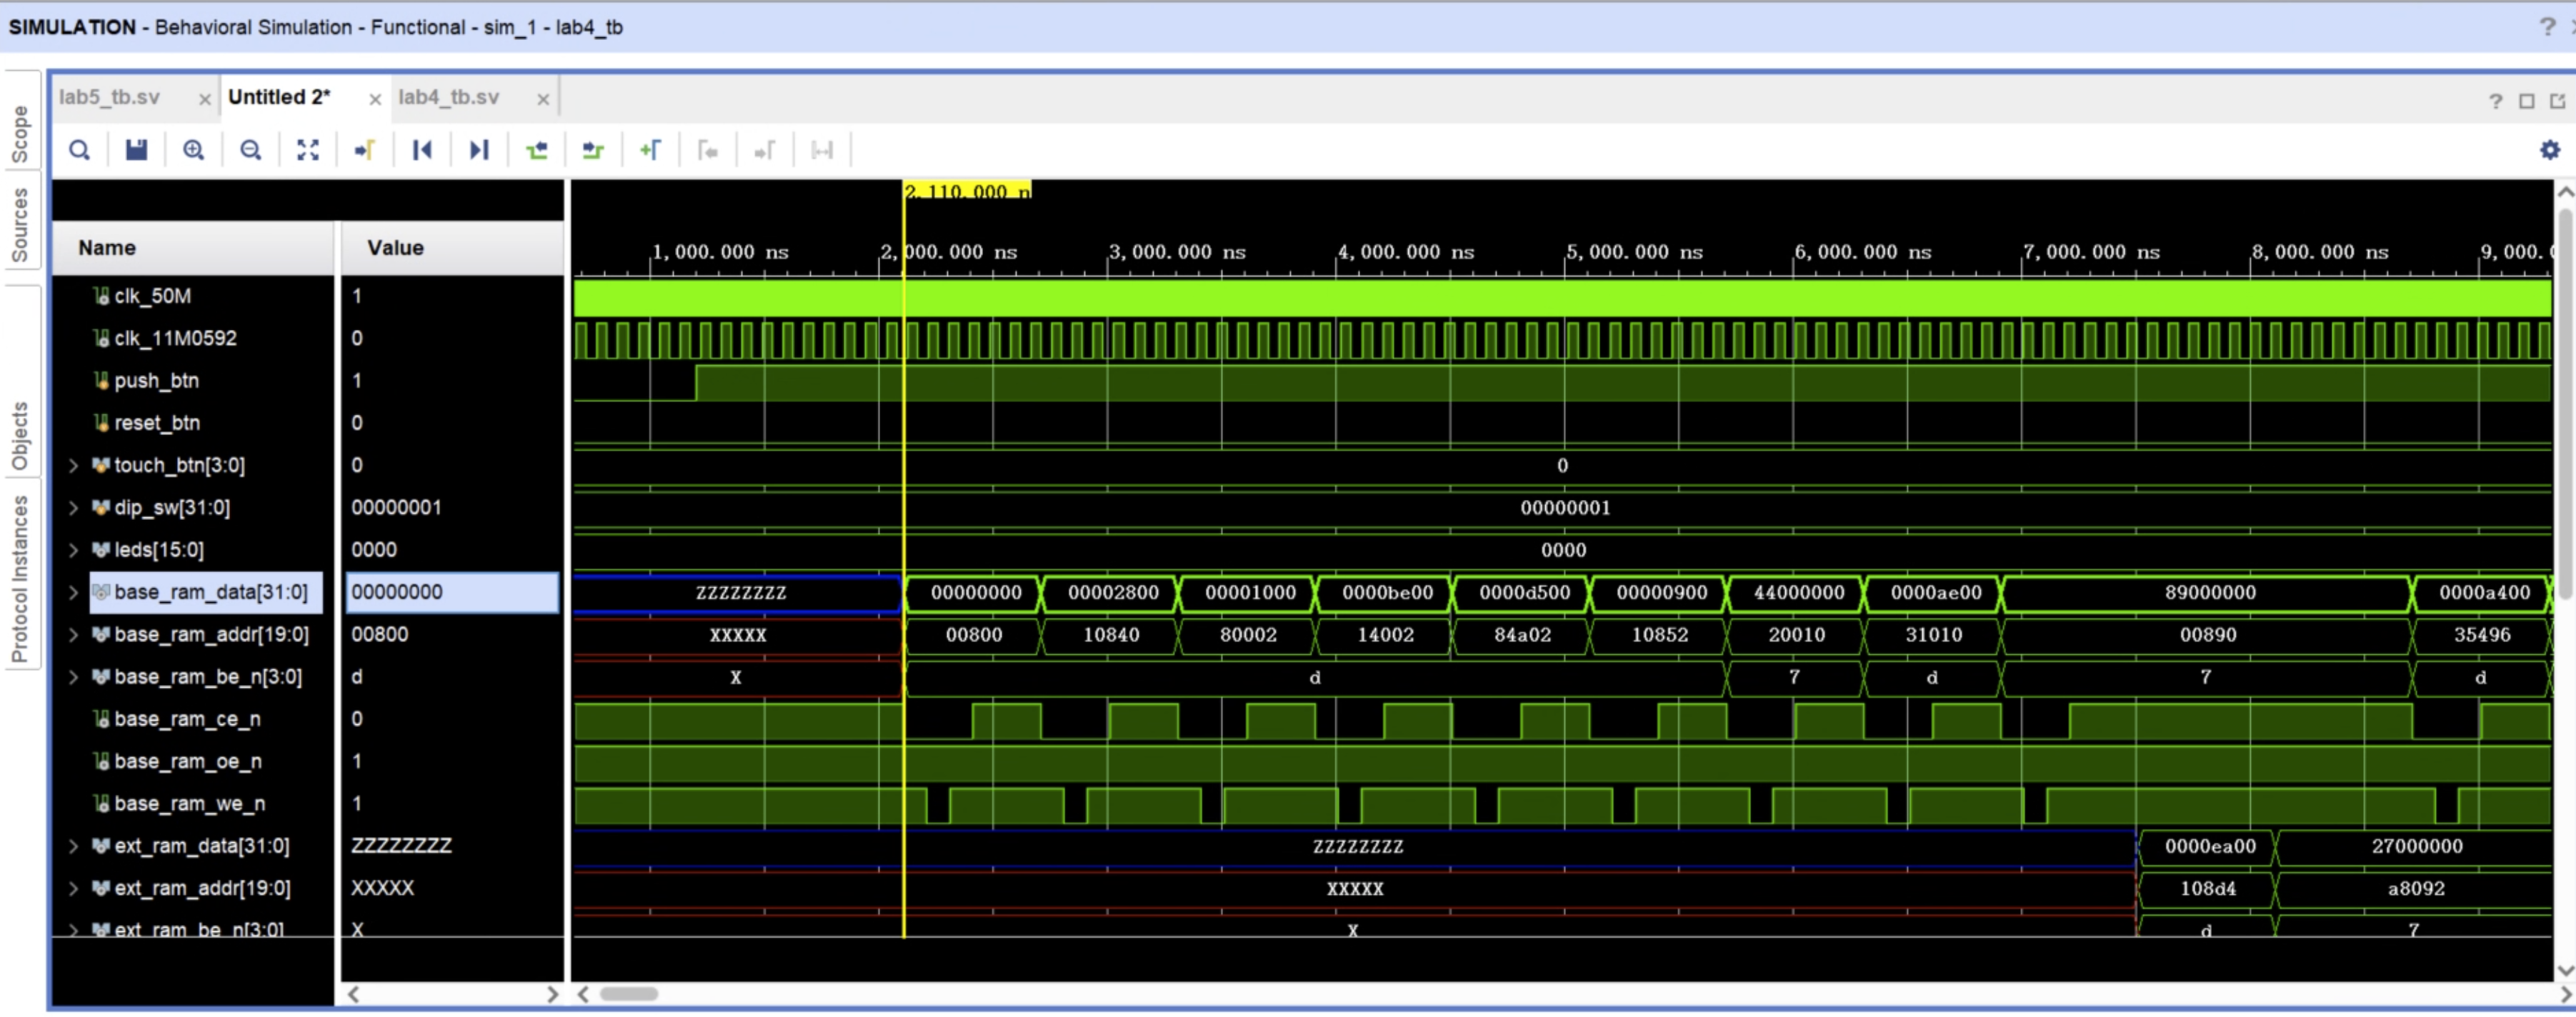 SIMULATION - Behavioral Simulation - Functional - sim_1 - lab4_tb
?
lab5_tb.sv × Untitled 2* × lab4_tb.sv ×
?
Scope
Sources
Objects
Protocol Instances
2,110.000 n
Name Value
1,000.000 ns 2,000.000 ns 3,000.000 ns 4,000.000 ns 5,000.000 ns 6,000.000 ns 7,000.000 ns 8,000.000 ns 9,000.
clk_50M 1
clk_11M0592 0
push_btn 1
reset_btn 0
touch_btn[3:0] 0 0
dip_sw[31:0] 00000001 00000001
leds[15:0] 0000 0000
base_ram_data[31:0] 00000000 ZZZZZZZZ 00000000 00002800 00001000 0000be00 0000d500 00000900 44000000 0000ae00 89000000 0000a400
base_ram_addr[19:0] 00800 XXXXX 00800 10840 80002 14002 84a02 10852 20010 31010 00890 35496
base_ram_be_n[3:0] d X d 7 d 7 d
base_ram_ce_n 0
base_ram_oe_n 1
base_ram_we_n 1
ext_ram_data[31:0] ZZZZZZZZ ZZZZZZZZ 0000ea00 27000000
ext_ram_addr[19:0] XXXXX XXXXX 108d4 a8092
ext_ram_be_n[3:0] X X d 7